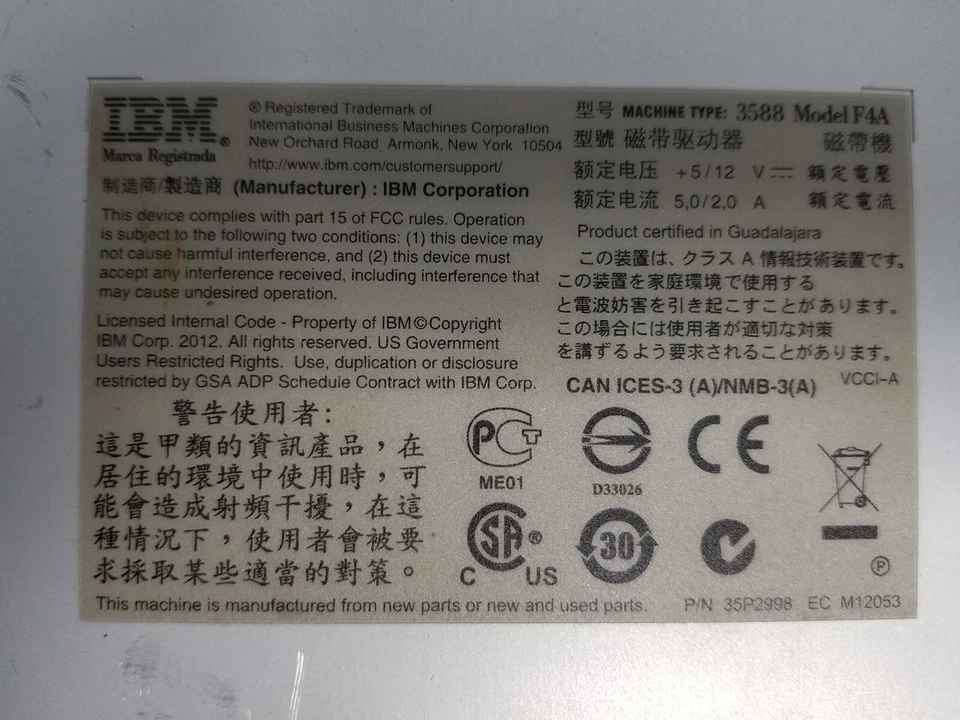 IBM®
Marca Registrada
® Registered Trademark of
International Business Machines Corporation
New Orchard Road, Armonk, New York 10504
http://www.ibm.com/customersupport/
制造商/製造商 (Manufacturer) : IBM Corporation
This device complies with part 15 of FCC rules. Operation
is subject to the following two conditions: (1) this device may
not cause harmful interference, and (2) this device must
accept any interference received, including interference that
may cause undesired operation.
Licensed Internal Code - Property of IBM ©Copyright
IBM Corp. 2012. All rights reserved. US Government
Users Restricted Rights. Use, duplication or disclosure
restricted by GSA ADP Schedule Contract with IBM Corp.
警告使用者:
這是甲類的資訊產品，在
居住的環境中使用時，可
能會造成射頻干擾，在這
種情況下，使用者會被要
求採取某些適當的對策。
型号 MACHINE TYPE: 3588 Model F4A
型號 磁带驱动器 磁帶機
额定电压 +5/12 V⎓ 額定電壓
额定电流 5,0/2,0 A 額定電流
Product certified in Guadalajara
この装置は、クラス A 情報技術装置です。
この装置を家庭環境で使用する
と電波妨害を引き起こすことがあります。
この場合には使用者が適切な対策
を講ずるよう要求されることがあります。
VCCI-A
CAN ICES-3 (A)/NMB-3(A)
PCT
ME01
D33026
CE
SA®
C US
30
P
This machine is manufactured from new parts or new and used parts. P/N 35P2998 EC M12053